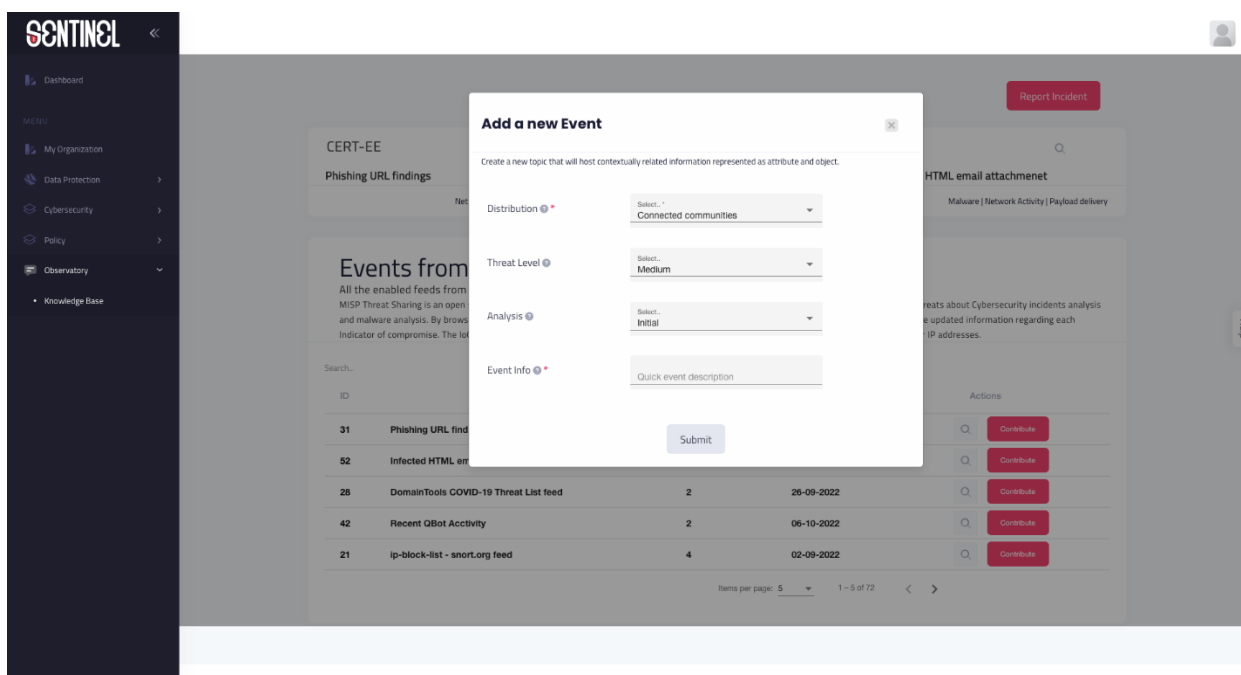 SENTINEL
Dashboard
MENU
My Organization
Data Protection
Cybersecurity
Policy
Observatory
• Knowledge Base
Report Incident
CERT-EE
Phishing URL findings
HTML email attachmenet
Net
Malware | Network Activity | Payload delivery
Events from
All the enabled feeds from
MISP Threat Sharing is an open
reats about Cybersecurity incidents analysis
and malware analysis. By brows
e updated information regarding each
Indicator of compromise. The Io
IP addresses.
Add a new Event
Create a new topic that will host contextually related information represented as attribute and object.
Distribution *
Select.. *
Connected communities
Threat Level
Select..
Medium
Analysis
Select..
Initial
Event Info *
Quick event description
Submit
Search..
ID Actions
31 Phishing URL find Contribute
52 Infected HTML em Contribute
28 DomainTools COVID-19 Threat List feed 2 26-09-2022 Contribute
42 Recent QBot Acctivity 2 06-10-2022 Contribute
21 ip-block-list - snort.org feed 4 02-09-2022 Contribute
Items per page: 5 1 – 5 of 72